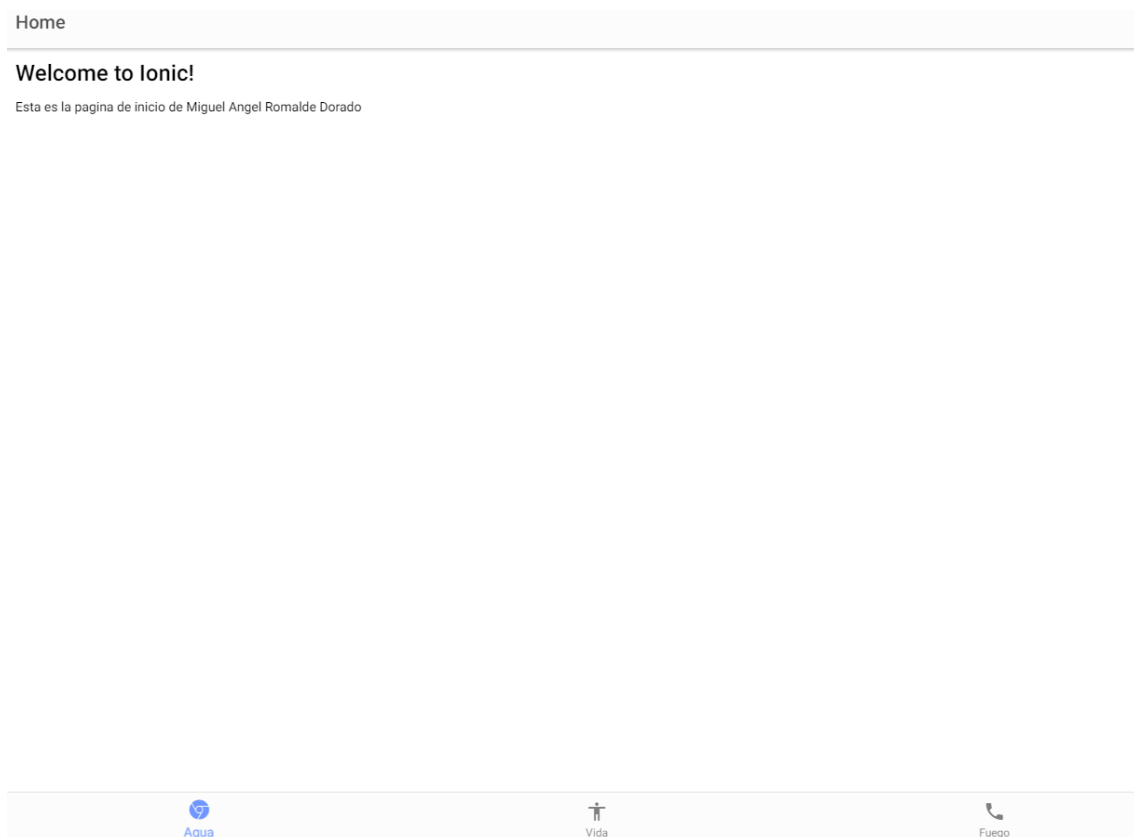 Home
Welcome to Ionic!
Esta es la pagina de inicio de Miguel Angel Romalde Dorado
Agua
Vida
Fuego